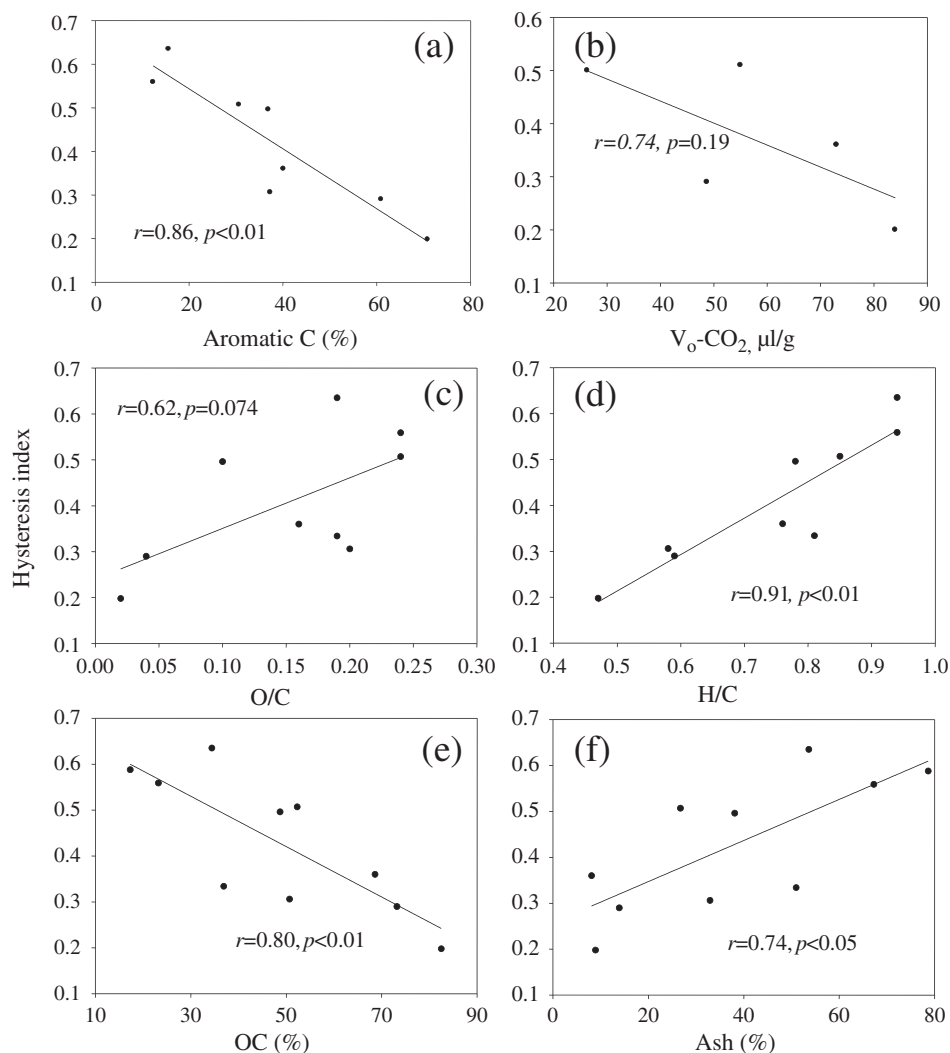 0.7
0.6
0.5
0.4
0.3
0.2
0.1
0 20 40 60 80
(a)
r=0.86, p<0.01
Aromatic C (%)
0.6
0.5
0.4
0.3
0.2
0.1
20 30 40 50 60 70 80 90
(b)
r=0.74, p=0.19
Vo-CO2, µl/g
Hysteresis index
0.7
0.6
0.5
0.4
0.3
0.2
0.1
0.00 0.05 0.10 0.15 0.20 0.25 0.30
(c)
r=0.62, p=0.074
O/C
0.7
0.6
0.5
0.4
0.3
0.2
0.1
0.4 0.5 0.6 0.7 0.8 0.9 1.0
(d)
r=0.91, p<0.01
H/C
0.7
0.6
0.5
0.4
0.3
0.2
0.1
10 30 50 70 90
(e)
r=0.80, p<0.01
OC (%)
0.7
0.6
0.5
0.4
0.3
0.2
0.1
0 20 40 60 80
(f)
r=0.74, p<0.05
Ash (%)